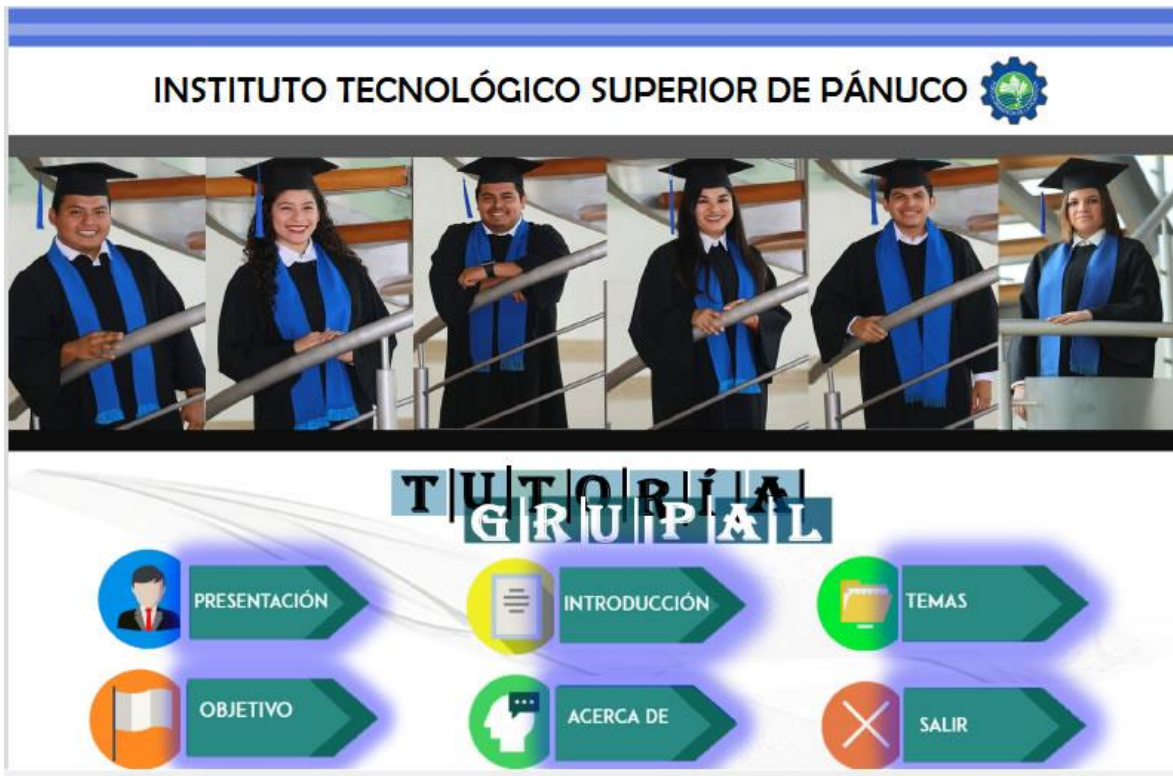 INSTITUTO TECNOLÓGICO SUPERIOR DE PÁNUCO
TUTORÍA
GRUPAL
PRESENTACIÓN
INTRODUCCIÓN
TEMAS
OBJETIVO
ACERCA DE
SALIR